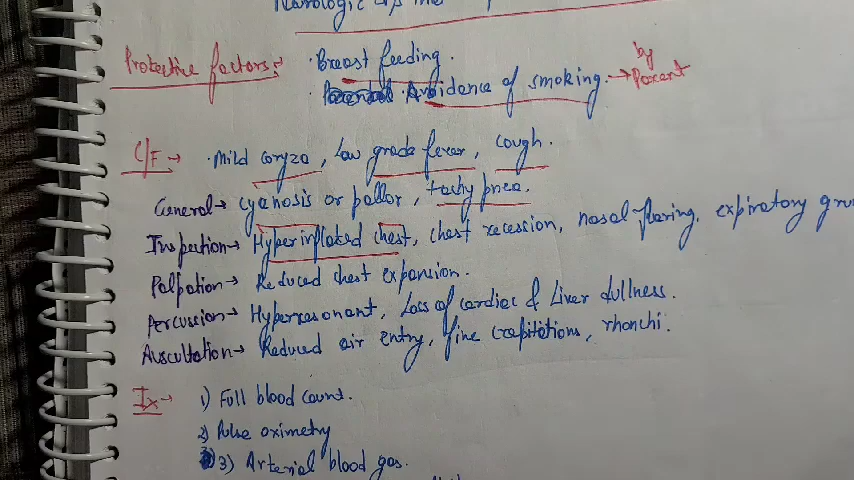 Protective factors:
· Breast feeding.
· Avoidance of smoking. → by Parent
C/F → · Mild coryza, Low grade fever, cough.
General → cyanosis or pallor, tachypnea.
Inspection → Hyperinflated chest, chest recession, nasal flaring, expiratory
Palpation → Reduced chest expansion.
Percussion → Hyperresonant, Loss of cardiac & Liver dullness.
Auscultation → Reduced air entry, fine crepitations, rhonchi.
Ix → 1) Full blood count.
2) Pulse oximetry
3) Arterial blood gas.